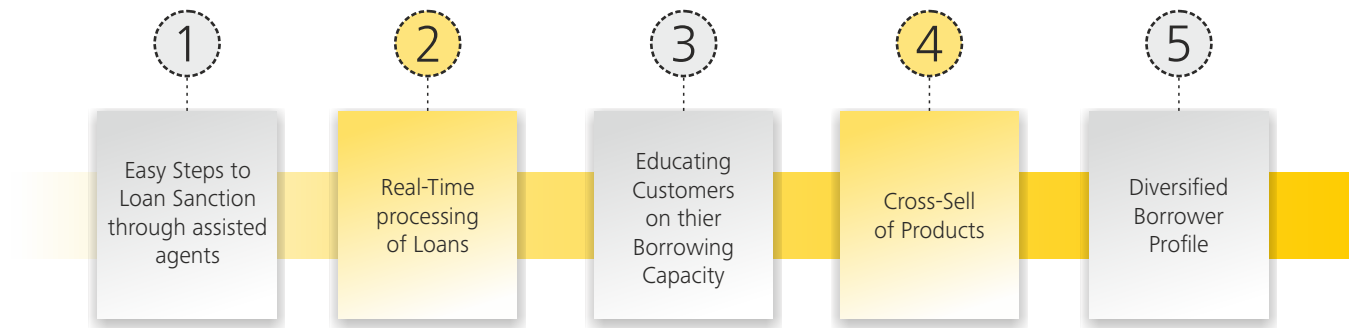 1
Easy Steps to
Loan Sanction
through assisted
agents
2
Real-Time
processing
of Loans
3
Educating
Customers
on thier
Borrowing
Capacity
4
Cross-Sell
of Products
5
Diversified
Borrower
Profile